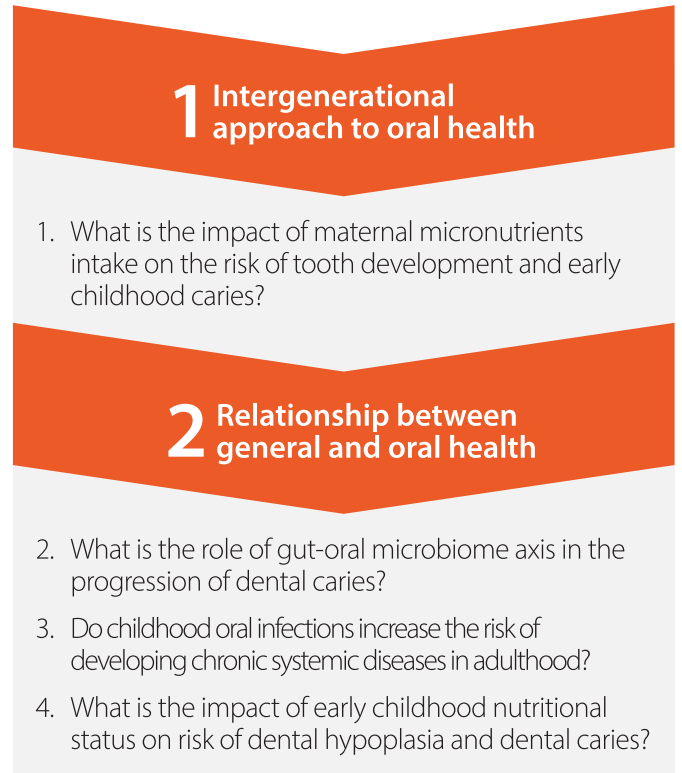 1 Intergenerational
approach to oral health
1. What is the impact of maternal micronutrients
intake on the risk of tooth development and early
childhood caries?
2 Relationship between
general and oral health
2. What is the role of gut-oral microbiome axis in the
progression of dental caries?
3. Do childhood oral infections increase the risk of
developing chronic systemic diseases in adulthood?
4. What is the impact of early childhood nutritional
status on risk of dental hypoplasia and dental caries?